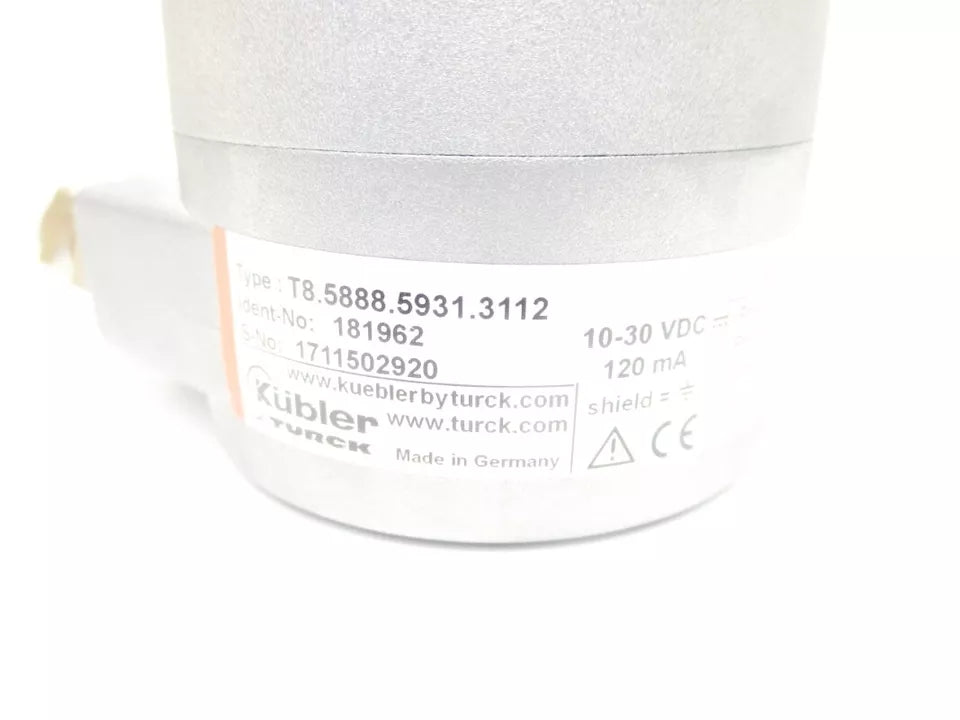 Type : T8.5888.5931.3112
Ident-No: 181962
S-No: 1711502920
www.kueblerbyturck.com
www.turck.com
Kübler
TURCK
Made in Germany
10-30 VDC
120 mA
shield =
CE